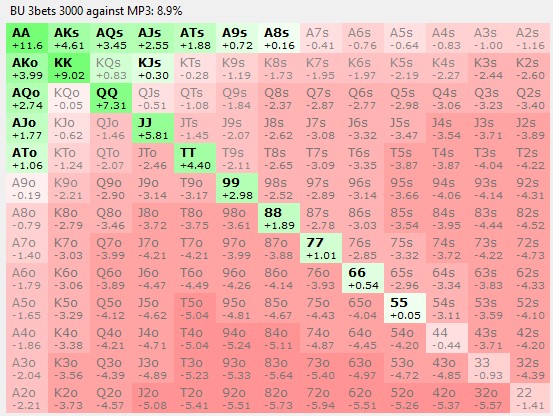 BU 3bets 3000 against MP3: 8.9%
AA AKs AQs AJs ATs A9s A8s A7s A6s A5s A4s A3s A2s
+11.6 +4.61 +3.45 +2.55 +1.88 +0.72 +0.16 -0.41 -0.76 -0.64 -0.83 -1.00 -1.16
AKo KK KQs KJs KTs K9s K8s K7s K6s K5s K4s K3s K2s
+3.99 +9.02 +0.83 +0.30 -0.28 -1.19 -1.73 -1.95 -1.97 -2.19 -2.27 -2.44 -2.60
AQo KQo QQ QJs QTs Q9s Q8s Q7s Q6s Q5s Q4s Q3s Q2s
+2.74 -0.05 +7.31 -0.51 -1.08 -1.84 -2.37 -2.87 -2.77 -2.98 -3.06 -3.23 -3.40
AJo KJo QJo JJ JTs J9s J8s J7s J6s J5s J4s J3s J2s
+1.77 -0.62 -1.46 +5.81 -1.45 -2.07 -2.62 -3.08 -3.32 -3.47 -3.54 -3.71 -3.89
ATo KTo QTo JTo TT T9s T8s T7s T6s T5s T4s T3s T2s
+1.06 -1.24 -2.07 -2.46 +4.40 -2.11 -2.65 -3.09 -3.35 -3.87 -3.87 -4.04 -4.22
A9o K9o Q9o J9o T9o 99 98s 97s 96s 95s 94s 93s 92s
-0.19 -2.21 -2.90 -3.14 -3.17 +2.98 -2.52 -2.89 -3.14 -3.66 -4.06 -4.14 -4.31
A8o K8o Q8o J8o T8o 98o 88 87s 86s 85s 84s 83s 82s
-0.79 -2.79 -3.46 -3.72 -3.75 -3.61 +1.89 -2.78 -3.03 -3.54 -3.95 -4.44 -4.52
A7o K7o Q7o J7o T7o 97o 87o 77 76s 75s 74s 73s 72s
-1.40 -3.03 -3.99 -4.21 -4.21 -3.99 -3.88 +1.01 -2.85 -3.32 -3.72 -4.22 -4.73
A6o K6o Q6o J6o T6o 96o 86o 76o 66 65s 64s 63s 62s
-1.79 -3.06 -3.89 -4.47 -4.49 -4.26 -4.14 -3.93 +0.54 -2.96 -3.34 -3.83 -4.33
A5o K5o Q5o J5o T5o 95o 85o 75o 65o 55 54s 53s 52s
-1.65 -3.29 -4.12 -4.62 -5.04 -4.81 -4.67 -4.43 -4.04 +0.05 -3.11 -3.59 -4.10
A4o K4o Q4o J4o T4o 94o 84o 74o 64o 54o 44 43s 42s
-1.86 -3.38 -4.21 -4.71 -5.04 -5.24 -5.11 -4.87 -4.45 -4.20 -0.44 -3.71 -4.20
A3o K3o Q3o J3o T3o 93o 83o 73o 63o 53o 43o 33 32s
-2.04 -3.56 -4.39 -4.89 -5.23 -5.33 -5.64 -5.40 -4.97 -4.72 -4.85 -0.93 -4.39
A2o K2o Q2o J2o T2o 92o 82o 72o 62o 52o 42o 32o 22
-2.21 -3.73 -4.57 -5.08 -5.41 -5.51 -5.73 -5.94 -5.51 -5.26 -5.37 -5.57 -1.41